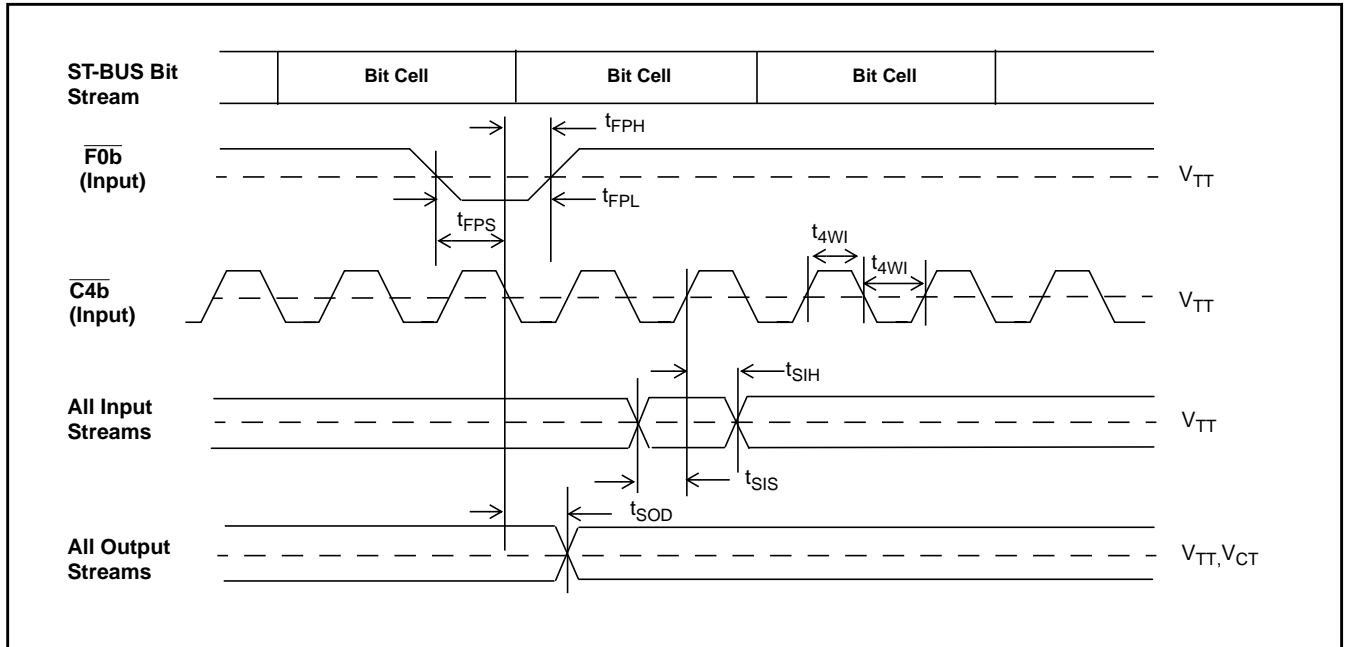 ST-BUS Bit
Stream
Bit Cell
Bit Cell
Bit Cell
tFPH
F0b
(Input)
VTT
tFPL
tFPS
t4WI
t4WI
C4b
(Input)
VTT
tSIH
All Input
Streams
VTT
tSIS
tSOD
All Output
Streams
VTT,VCT